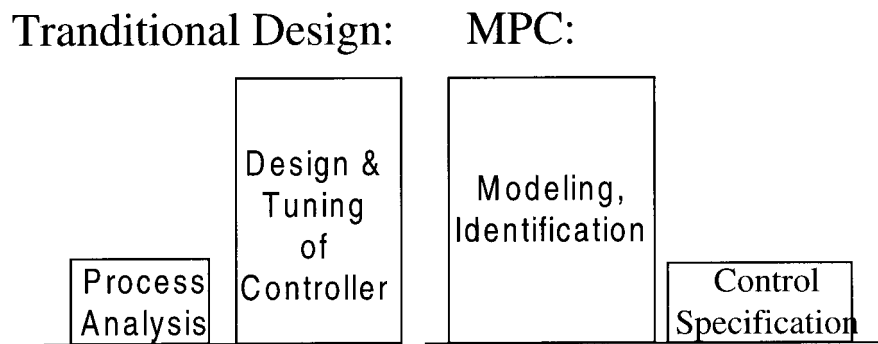 Tranditional Design:
MPC:
Process
Analysis
Design &
Tuning
of
Controller
Modeling,
Identification
Control
Specification